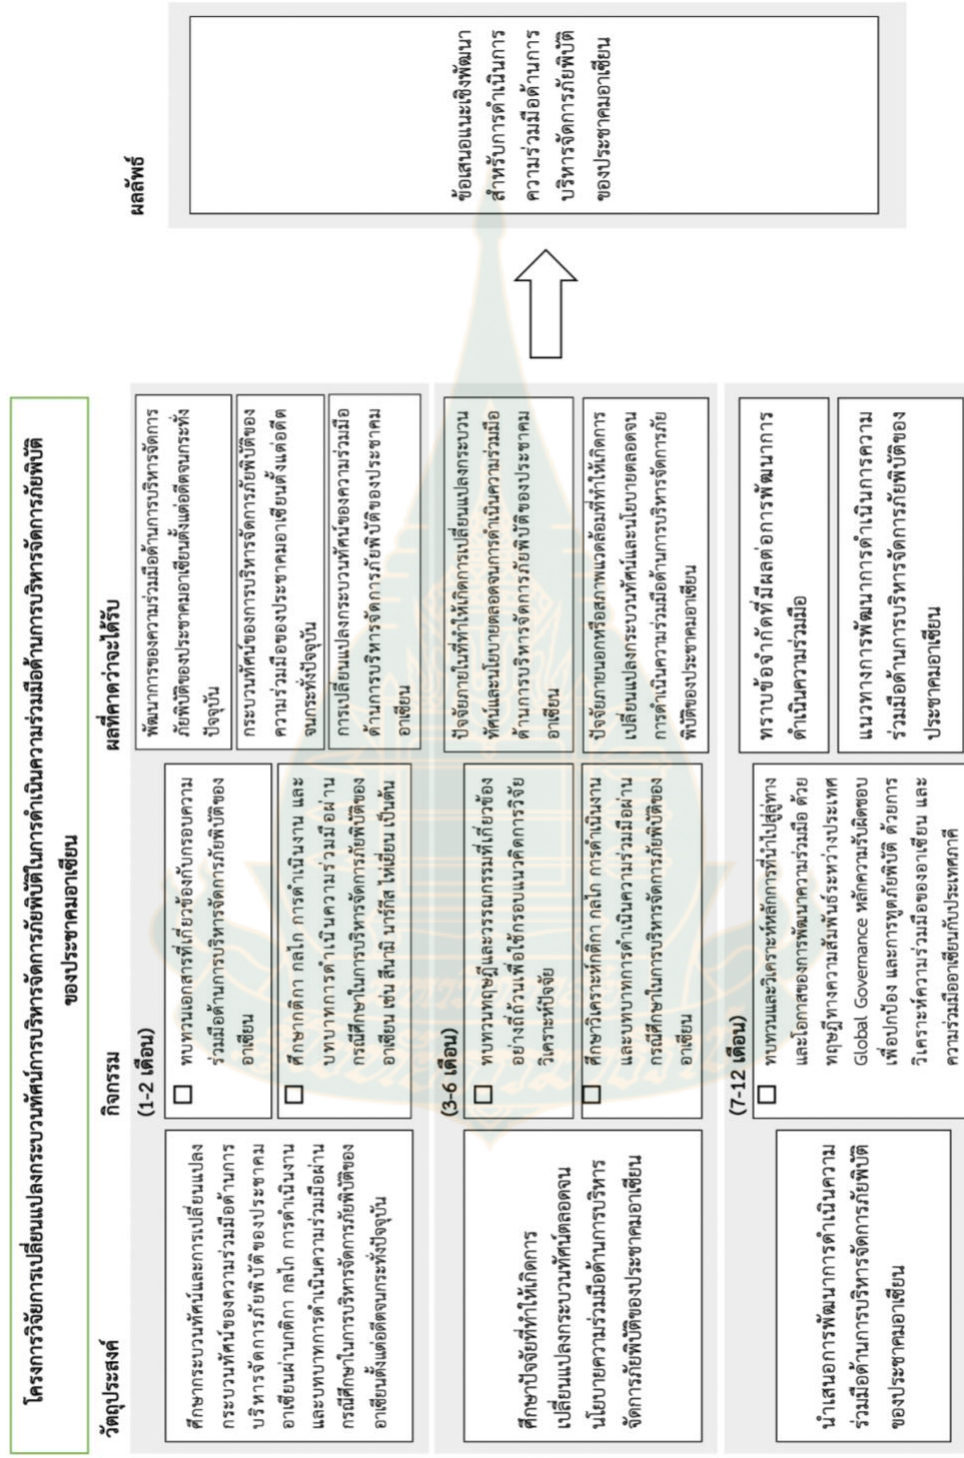 โครงการวิจัยการเปลี่ยนแปลงกระบวนทัศน์การบริหารจัดการภัยพิบัติในการดำเนินความร่วมมือด้านการบริหารจัดการภัยพิบัติ
ของประชาคมอาเซียน
วัตถุประสงค์
กิจกรรม
ผลที่คาดว่าจะได้รับ
ผลลัพธ์
ศึกษากระบวนทัศน์และการเปลี่ยนแปลง
กระบวนทัศน์ของความร่วมมือด้านการ
บริหารจัดการภัยพิบัติของประชาคม
อาเซียนผ่านกติกา กลไก การดำเนินงาน
และบทบาทการดำเนินความร่วมมือผ่าน
กรณีศึกษาในการบริหารจัดการภัยพิบัติของ
อาเซียนตั้งแต่อดีตจนกระทั่งปัจจุบัน
(1-2 เดือน)
ทบทวนเอกสารที่เกี่ยวข้องกับกรอบความ
ร่วมมือด้านการบริหารจัดการภัยพิบัติของ
อาเซียน
ศึกษากติกา กลไก การดำเนินงาน และ
บทบาทการดำเนินความร่วมมือผ่าน
กรณีศึกษาในการบริหารจัดการภัยพิบัติของ
อาเซียน เช่น สึนามิ นาร์กีส ไห่เยี่ยน เป็นต้น
พัฒนาการของความร่วมมือด้านการบริหารจัดการ
ภัยพิบัติของประชาคมอาเซียนตั้งแต่อดีตจนกระทั่ง
ปัจจุบัน
กระบวนทัศน์ของการบริหารจัดการภัยพิบัติของ
ความร่วมมือของประชาคมอาเซียนตั้งแต่อดีต
จนกระทั่งปัจจุบัน
การเปลี่ยนแปลงกระบวนทัศน์ของความร่วมมือ
ด้านการบริหารจัดการภัยพิบัติของประชาคม
อาเซียน
ศึกษาปัจจัยที่ทำให้เกิดการ
เปลี่ยนแปลงกระบวนทัศน์ตลอดจน
นโยบายความร่วมมือด้านการบริหาร
จัดการภัยพิบัติของประชาคมอาเซียน
(3-6 เดือน)
ทบทวนทฤษฎีและวรรณกรรมที่เกี่ยวข้อง
อย่างถี่ถ้วนเพื่อใช้กรอบแนวคิดการวิจัย
วิเคราะห์ปัจจัย
ศึกษาวิเคราะห์กติกา กลไก การดำเนินงาน
และบทบาทการดำเนินความร่วมมือผ่าน
กรณีศึกษาในการบริหารจัดการภัยพิบัติของ
อาเซียน
ปัจจัยภายในที่ทำให้เกิดการเปลี่ยนแปลงกระบวน
ทัศน์และนโยบายตลอดจนการดำเนินความร่วมมือ
ด้านการบริหารจัดการภัยพิบัติของประชาคม
อาเซียน
ปัจจัยภายนอกหรือสภาพแวดล้อมที่ทำให้เกิดการ
เปลี่ยนแปลงกระบวนทัศน์และนโยบายตลอดจน
การดำเนินความร่วมมือด้านการบริหารจัดการภัย
พิบัติของประชาคมอาเซียน
นำเสนอการพัฒนาการดำเนินความ
ร่วมมือด้านการบริหารจัดการภัยพิบัติ
ของประชาคมอาเซียน
(7-12 เดือน)
ทบทวนและวิเคราะห์หลักการที่นำไปสู่ลู่ทาง
และโอกาสของการพัฒนาความร่วมมือ ด้วย
ทฤษฎีทางความสัมพันธ์ระหว่างประเทศ
Global Governance หลักความรับผิดชอบ
เพื่อปกป้อง และการทูตภัยพิบัติ ด้วยการ
วิเคราะห์ความร่วมมือของอาเซียน และ
ความร่วมมืออาเซียนกับประเทศภาคี
ทราบข้อจำกัดที่มีผลต่อการพัฒนาการ
ดำเนินความร่วมมือ
แนวทางการพัฒนาการดำเนินการความ
ร่วมมือด้านการบริหารจัดการภัยพิบัติของ
ประชาคมอาเซียน
ข้อเสนอแนะเชิงพัฒนา
สำหรับการดำเนินการ
ความร่วมมือด้านการ
บริหารจัดการภัยพิบัติ
ของประชาคมอาเซียน